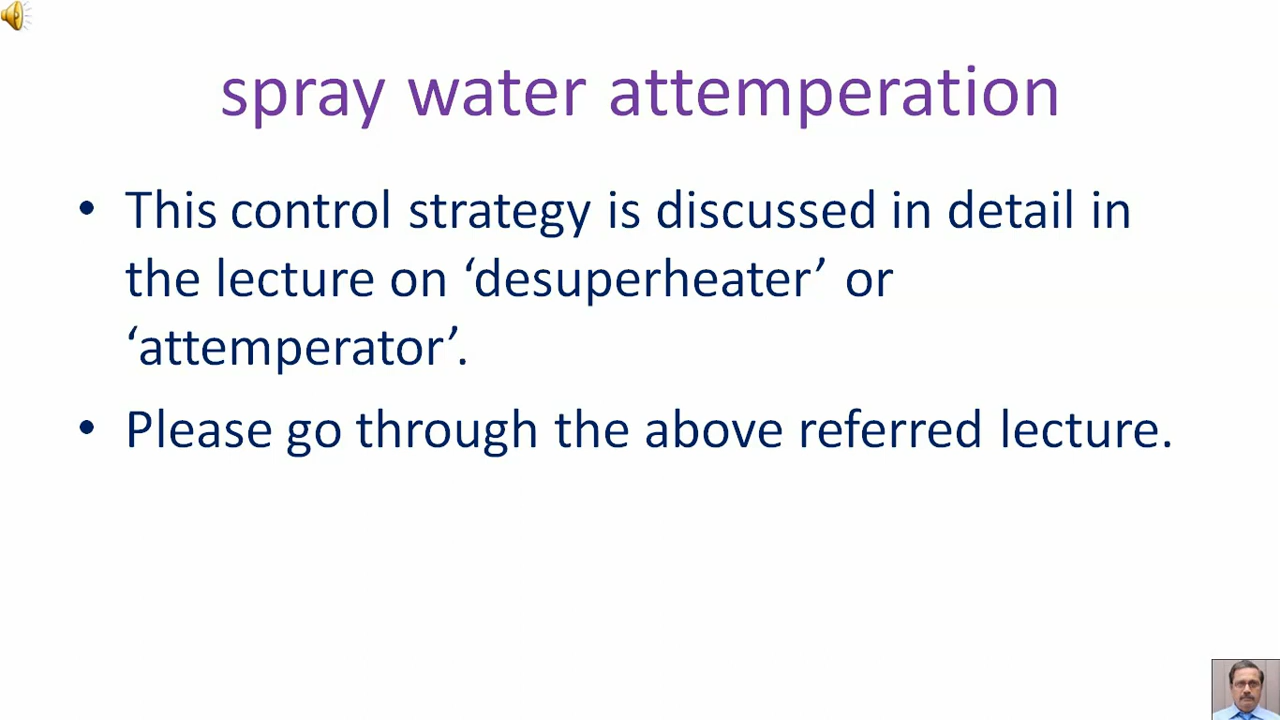 spray water attemperation
• This control strategy is discussed in detail in
the lecture on ‘desuperheater’ or
‘attemperator’.
• Please go through the above referred lecture.